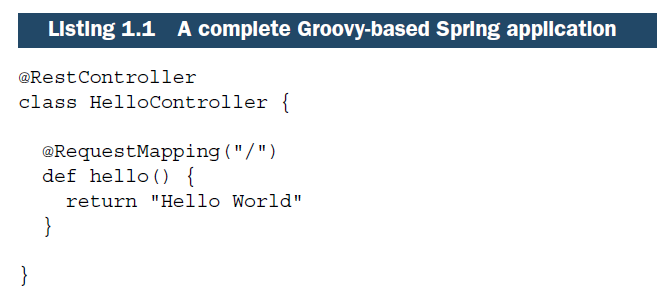 Listing 1.1 A complete Groovy-based Spring application
@RestController
class HelloController {
@RequestMapping("/")
def hello() {
return "Hello World"
}
}